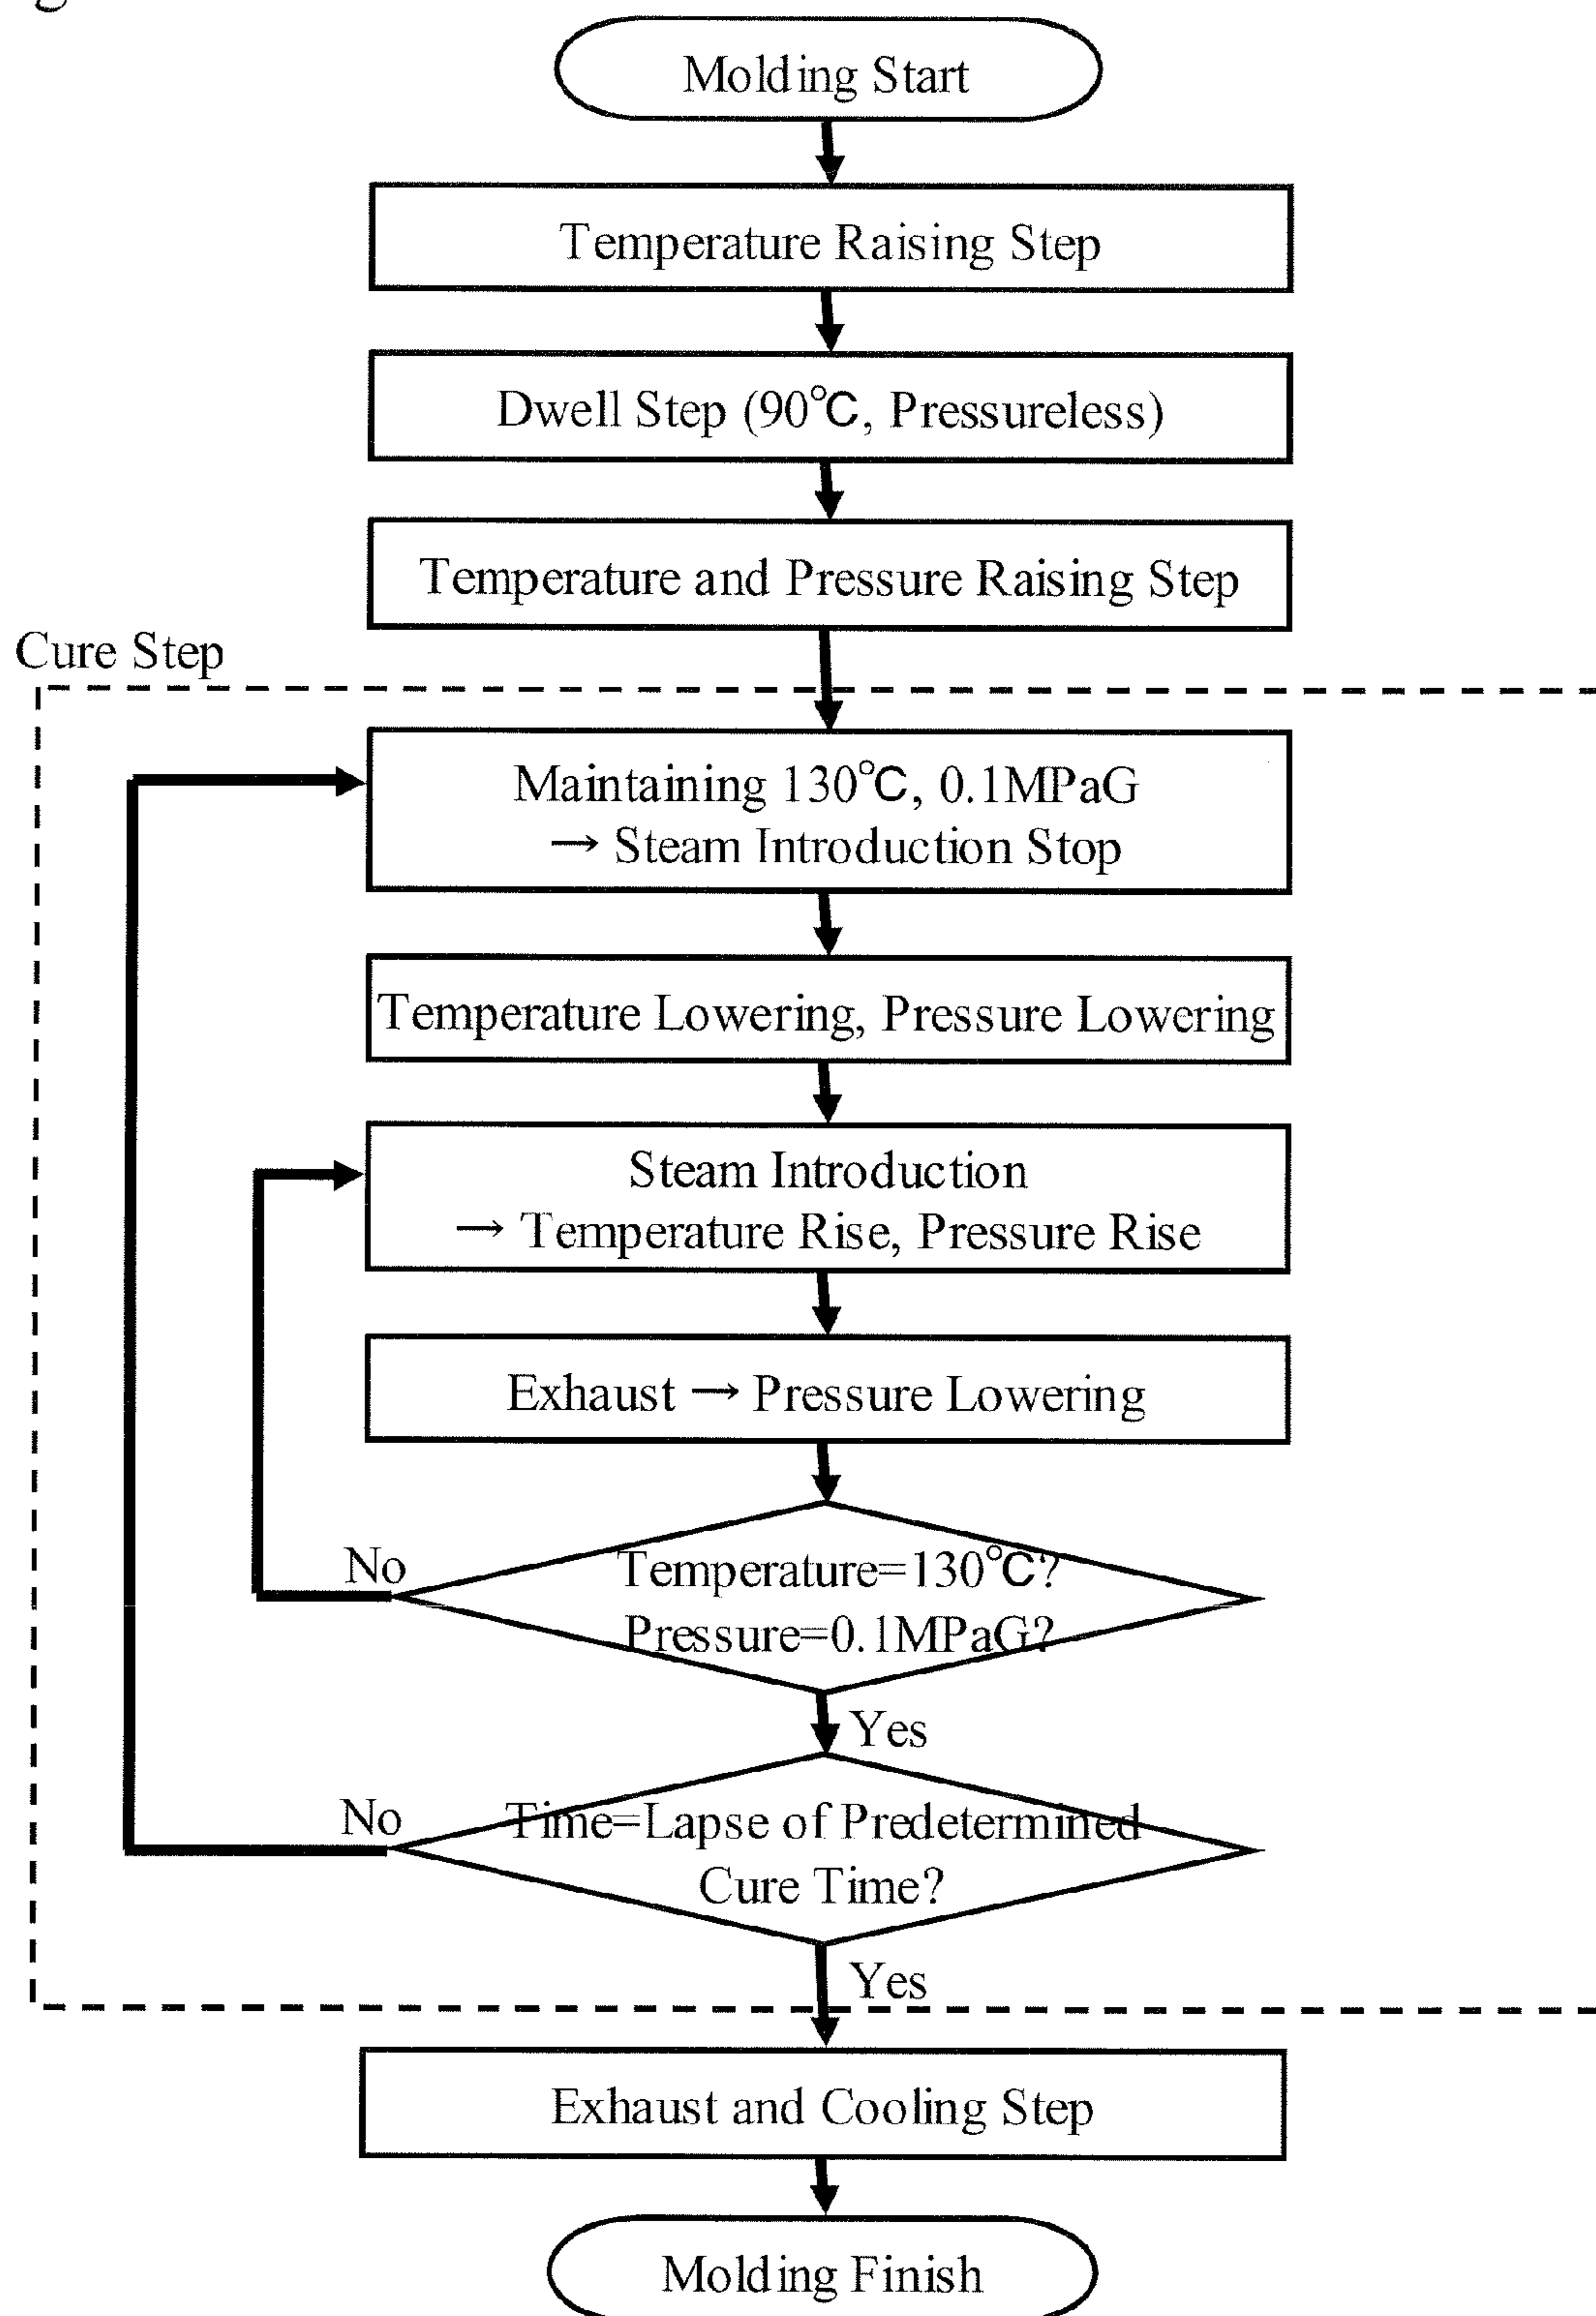 Molding Start
Temperature Raising Step
Dwell Step (90℃, Pressureless)
Temperature and Pressure Raising Step
Cure Step
Maintaining 130℃, 0.1MPaG
→ Steam Introduction Stop
Temperature Lowering, Pressure Lowering
Steam Introduction
→ Temperature Rise, Pressure Rise
Exhaust → Pressure Lowering
No
Temperature=130℃?
Pressure=0.1MPaG?
Yes
No
Time=Lapse of Predetermined
Cure Time?
Yes
Exhaust and Cooling Step
Molding Finish